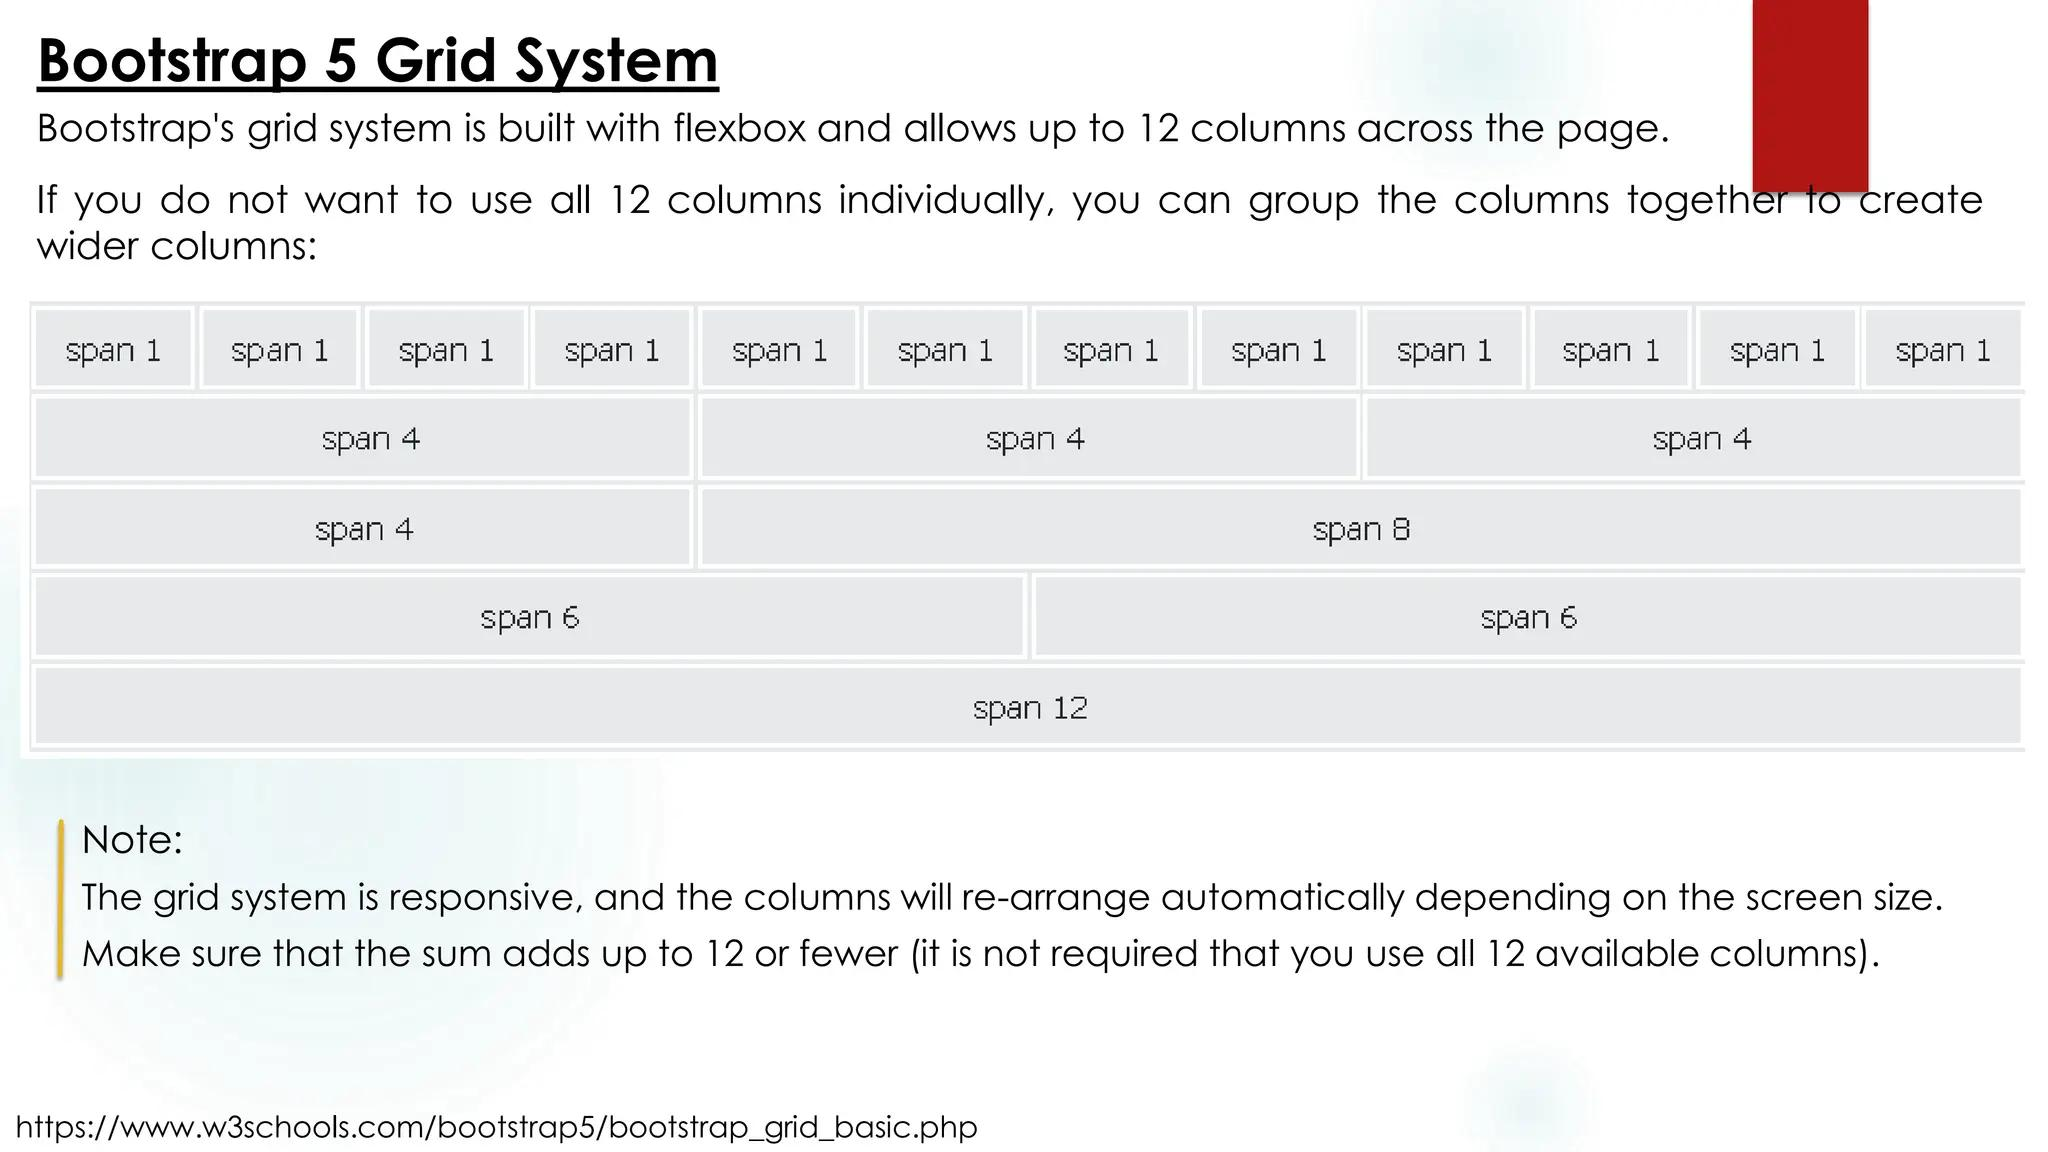 Bootstrap 5 Grid System
Bootstrap's grid system is built with flexbox and allows up to 12 columns across the page.
If you do not want to use all 12 columns individually, you can group the columns together to create
wider columns:
span 1 span 1 span 1 span 1 span 1 span 1 span 1 span 1 span 1 span 1 span 1 span 1
span 4 span 4 span 4
span 4 span 8
span 6 span 6
span 12
Note:
The grid system is responsive, and the columns will re-arrange automatically depending on the screen size.
Make sure that the sum adds up to 12 or fewer (it is not required that you use all 12 available columns).
https://www.w3schools.com/bootstrap5/bootstrap_grid_basic.php